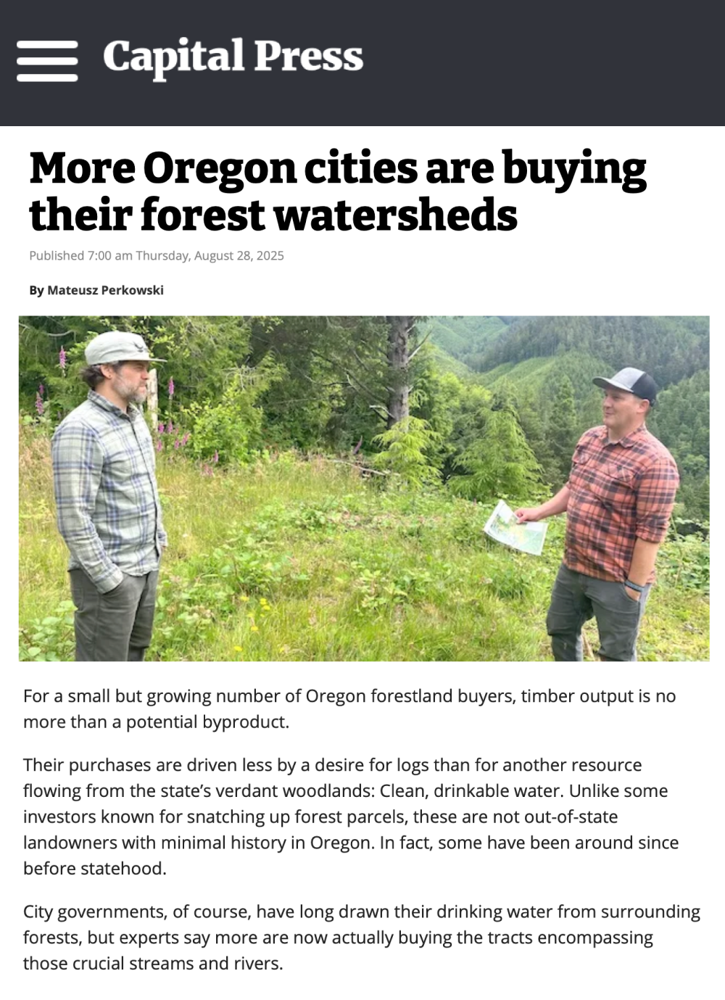 Capital Press
More Oregon cities are buying
their forest watersheds
Published 7:00 am Thursday, August 28, 2025
By Mateusz Perkowski
For a small but growing number of Oregon forestland buyers, timber output is no
more than a potential byproduct.
Their purchases are driven less by a desire for logs than for another resource
flowing from the state’s verdant woodlands: Clean, drinkable water. Unlike some
investors known for snatching up forest parcels, these are not out-of-state
landowners with minimal history in Oregon. In fact, some have been around since
before statehood.
City governments, of course, have long drawn their drinking water from surrounding
forests, but experts say more are now actually buying the tracts encompassing
those crucial streams and rivers.